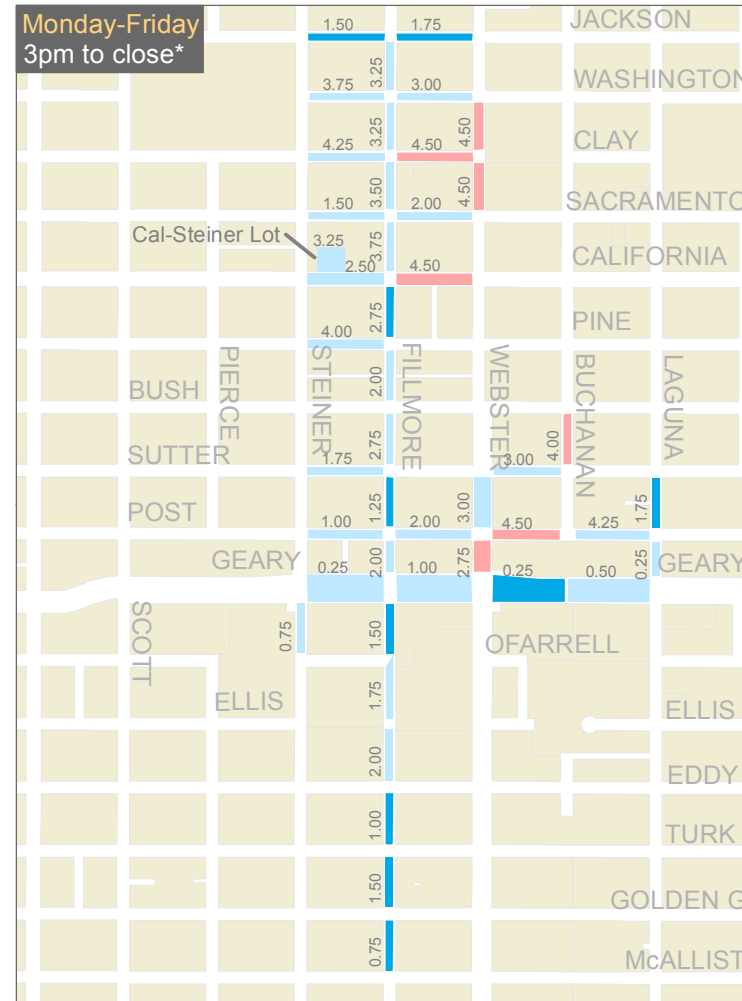 Monday-Friday
3pm to close*
1.50
1.75
JACKSON
3.25
3.75
3.00
WASHINGTON
3.25
4.50
4.25
4.50
CLAY
3.50
4.50
1.50
2.00
SACRAMENTO
Cal-Steiner Lot
3.25
3.75
2.50
4.50
CALIFORNIA
2.75
4.00
PINE
PIERCE
STEINER
FILLMORE
WEBSTER
BUCHANAN
LAGUNA
2.00
BUSH
2.75
4.00
SUTTER
1.75
3.00
POST
1.25
3.00
1.75
1.00
2.00
4.50
4.25
GEARY
0.25
2.00
1.00
2.75
0.25
0.50
0.25
GEARY
SCOTT
0.75
1.50
OFARRELL
1.75
ELLIS
ELLIS
2.00
EDDY
1.00
TURK
1.50
GOLDEN G
0.75
McALLIST